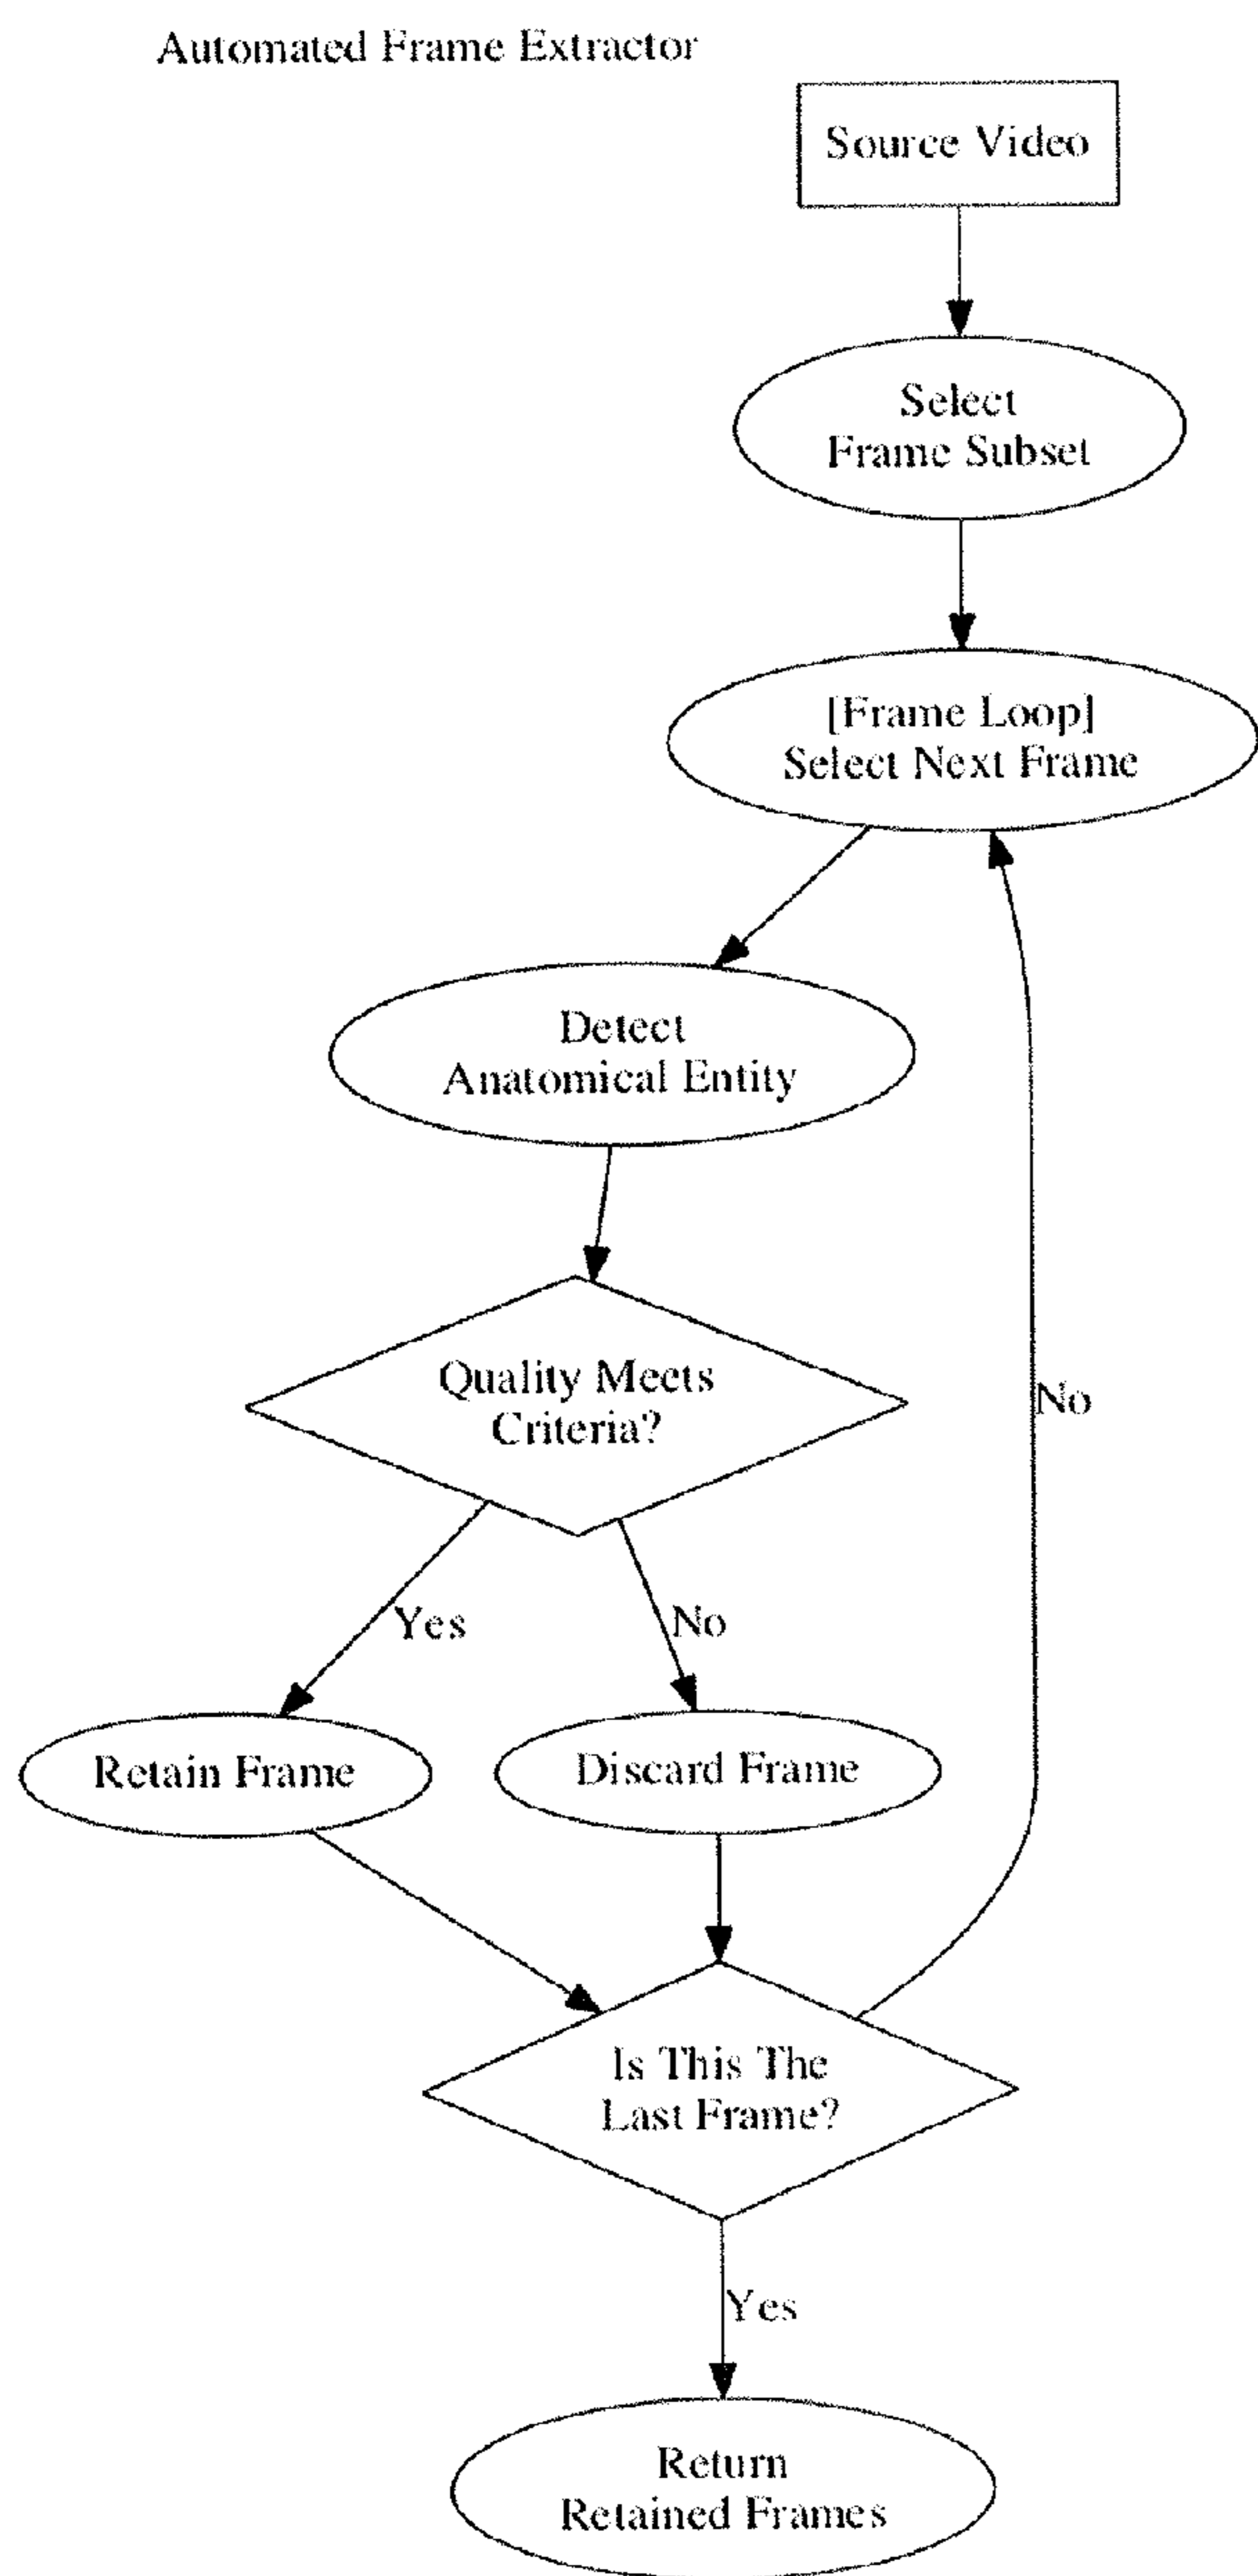 Automated Frame Extractor
Source Video
Select
Frame Subset
[Frame Loop]
Select Next Frame
Detect
Anatomical Entity
Quality Meets
Criteria?
No
Yes
No
Retain Frame
Discard Frame
Is This The
Last Frame?
Yes
Return
Retained Frames